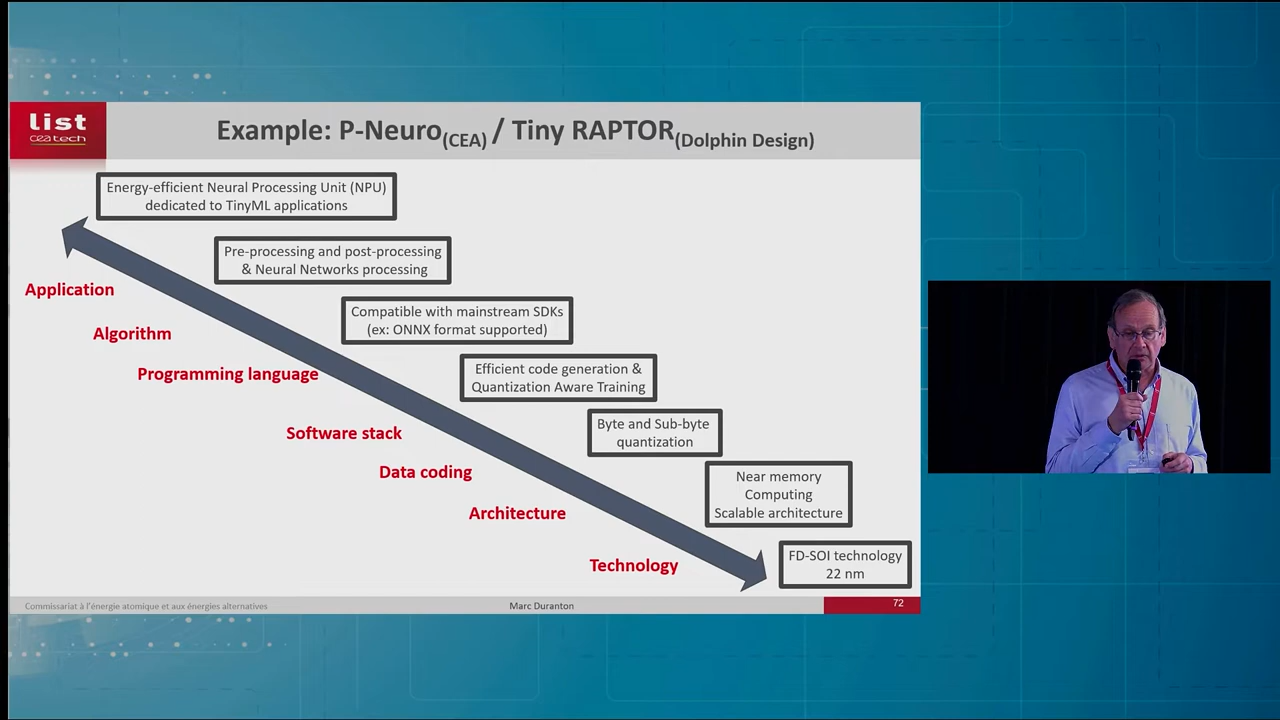 list
ceatech
Example: P-Neuro(CEA) / Tiny RAPTOR(Dolphin Design)
Energy-efficient Neural Processing Unit (NPU)
dedicated to TinyML applications
Pre-processing and post-processing
& Neural Networks processing
Application
Compatible with mainstream SDKs
(ex: ONNX format supported)
Algorithm
Programming language
Efficient code generation &
Quantization Aware Training
Software stack
Byte and Sub-byte
quantization
Data coding
Near memory
Computing
Scalable architecture
Architecture
Technology
FD-SOI technology
22 nm
Commissariat à l'énergie atomique et aux énergies alternatives
Marc Duranton
72